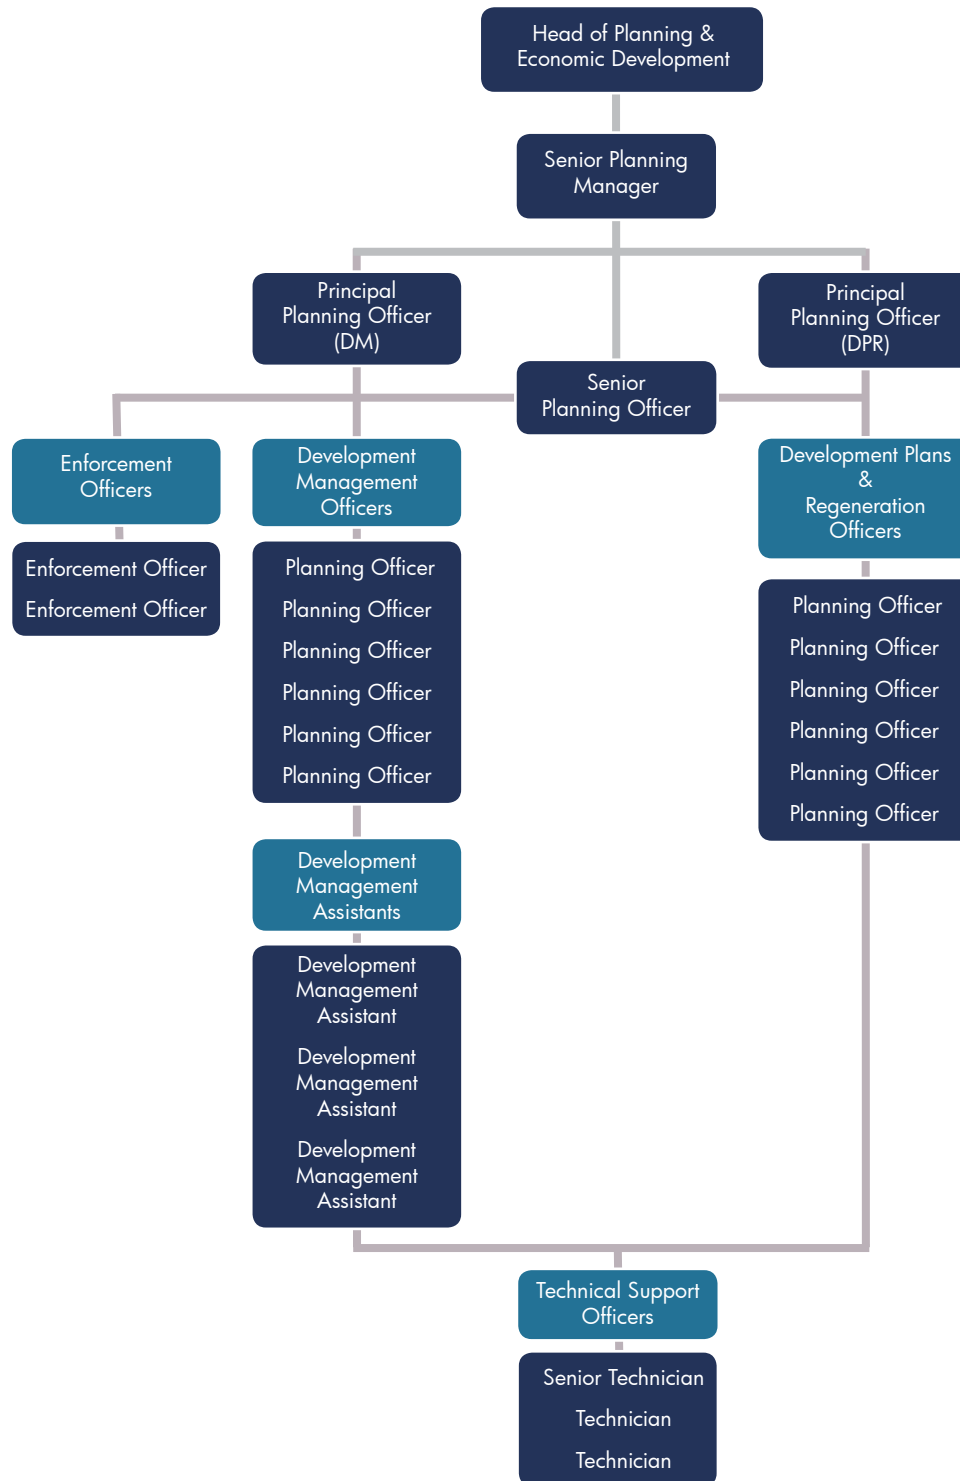 Head of Planning &
Economic Development
Senior Planning
Manager
Principal
Planning Officer
(DM)
Principal
Planning Officer
(DPR)
Senior
Planning Officer
Enforcement
Officers
Enforcement Officer
Enforcement Officer
Development
Management
Officers
Planning Officer
Planning Officer
Planning Officer
Planning Officer
Planning Officer
Planning Officer
Development
Management
Assistants
Development
Management
Assistant
Development
Management
Assistant
Development
Management
Assistant
Development Plans
&
Regeneration
Officers
Planning Officer
Planning Officer
Planning Officer
Planning Officer
Planning Officer
Planning Officer
Technical Support
Officers
Senior Technician
Technician
Technician